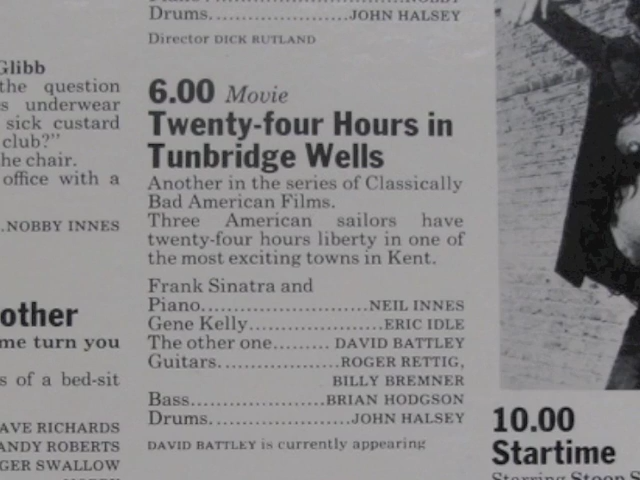 Drums....................JOHN HALSEY
Director DICK RUTLAND
Glibb
the question
s underwear
sick custard
club?"
he chair.
office with a
.NOBBY INNES
other
me turn you
s of a bed-sit
AVE RICHARDS
ANDY ROBERTS
GER SWALLOW
6.00 Movie
Twenty-four Hours in
Tunbridge Wells
Another in the series of Classically
Bad American Films.
Three American sailors have
twenty-four hours liberty in one of
the most exciting towns in Kent.
Frank Sinatra and
Piano........................NEIL INNES
Gene Kelly....................ERIC IDLE
The other one......... DAVID BATTLEY
Guitars..................ROGER RETTIG,
BILLY BREMNER
Bass.....................BRIAN HODGSON
Drums....................JOHN HALSEY
DAVID BATTLEY is currently appearing
10.00
Startime